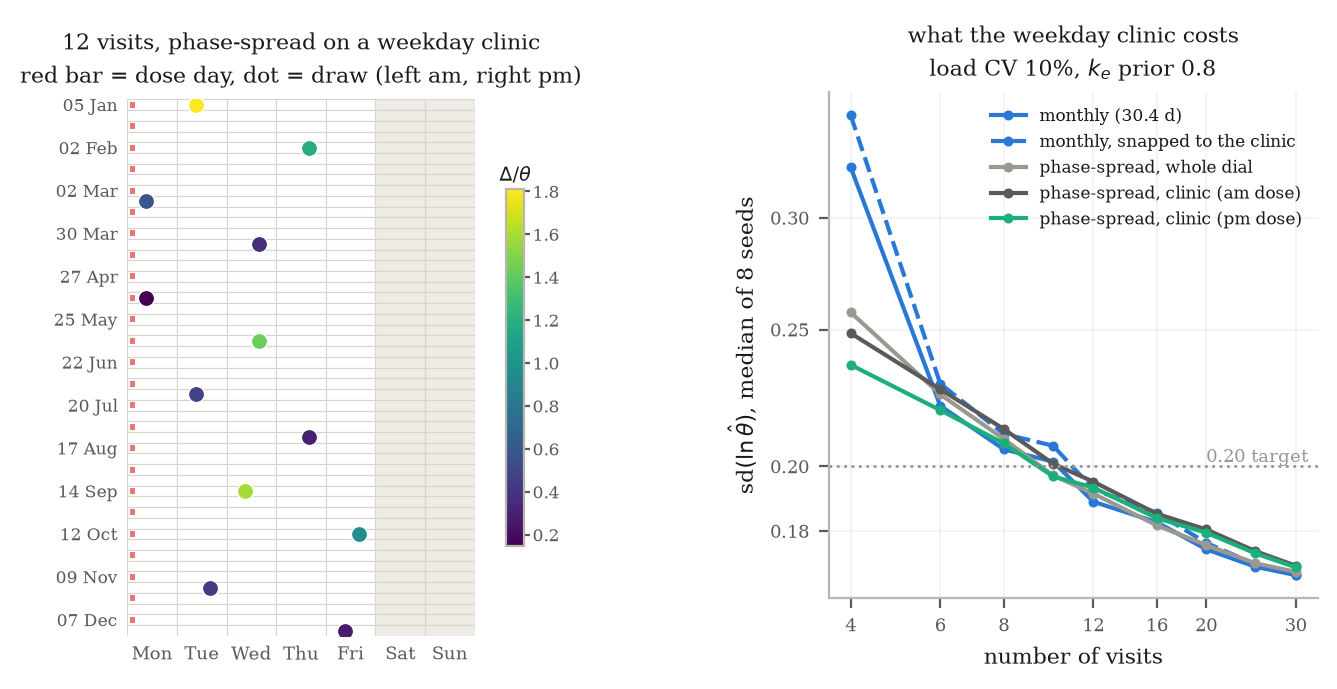 12 visits, phase-spread on a weekday clinic
red bar = dose day, dot = draw (left am, right pm)
05 Jan
02 Feb
02 Mar
30 Mar
27 Apr
25 May
22 Jun
20 Jul
17 Aug
14 Sep
12 Oct
09 Nov
07 Dec
Mon Tue Wed Thu Fri Sat Sun
Δ/θ
1.8
1.6
1.4
1.2
1.0
0.8
0.6
0.4
0.2
what the weekday clinic costs
load CV 10%, kₑ prior 0.8
monthly (30.4 d)
monthly, snapped to the clinic
phase-spread, whole dial
phase-spread, clinic (am dose)
phase-spread, clinic (pm dose)
sd(ln θ̂), median of 8 seeds
0.30
0.25
0.20
0.18
0.20 target
4 6 8 12 16 20 30
number of visits